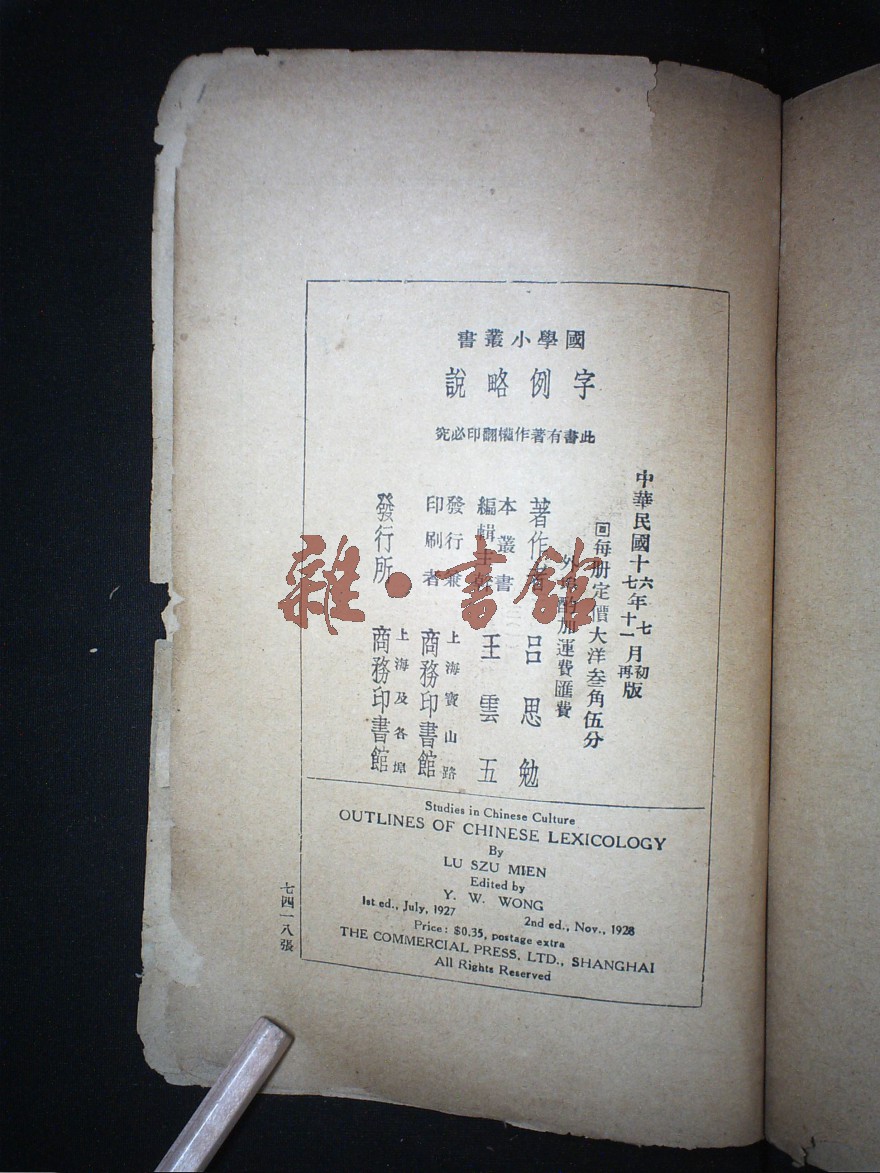 國學小叢書
字例略說
此書有著作權翻印必究
中華民國十六年七月初版
七年十一再
回每册定價大洋叁角伍分
外埠酌加運費匯費
著作者 呂思勉
本叢書
編輯主幹 王雲五
發行兼
印刷者
上海寶山路
商務印書館
發行所
上海及各埠
商務印書館
Studies in Chinese Culture
OUTLINES OF CHINESE LEXICOLOGY
By
LU SZU MIEN
Edited by
Y. W. WONG
1st ed., July, 1927 2nd ed., Nov., 1928
Price: $0.35, postage extra
THE COMMERCIAL PRESS, LTD., SHANGHAI
All Rights Reserved
七四一八張
雜·書館